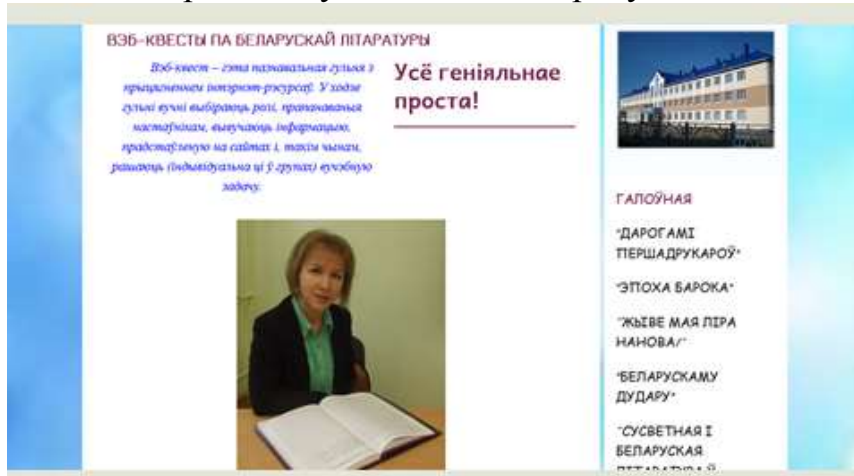 ВЭБ-КВЕСТЫ ПА БЕЛАРУСКАЙ ЛІТАРАТУРЫ
Вэб-квест – гэта пазнавальная гульня з
прыцягненнем інтэрнэт-рэсурсаў. У ходзе
гульні вучні выбіраюць ролі, прапанаваныя
настаўнікам, вывучаюць інфармацыю,
прадстаўленую на сайтах і, такім чынам,
рашаюць (індывідуальна ці ў групах) вучэбную
задачу.
Усё геніяльнае
проста!
ГАЛОЎНАЯ
"ДАРОГАМІ
ПЕРШАДРУКАРОЎ"
"ЭПОХА БАРОКА"
"ЖЫВЕ МАЯ ЛІРА
НАНОВА/"
"БЕЛАРУСКАМУ
ДУДАРУ"
"СУСВЕТНАЯ І
БЕЛАРУСКАЯ